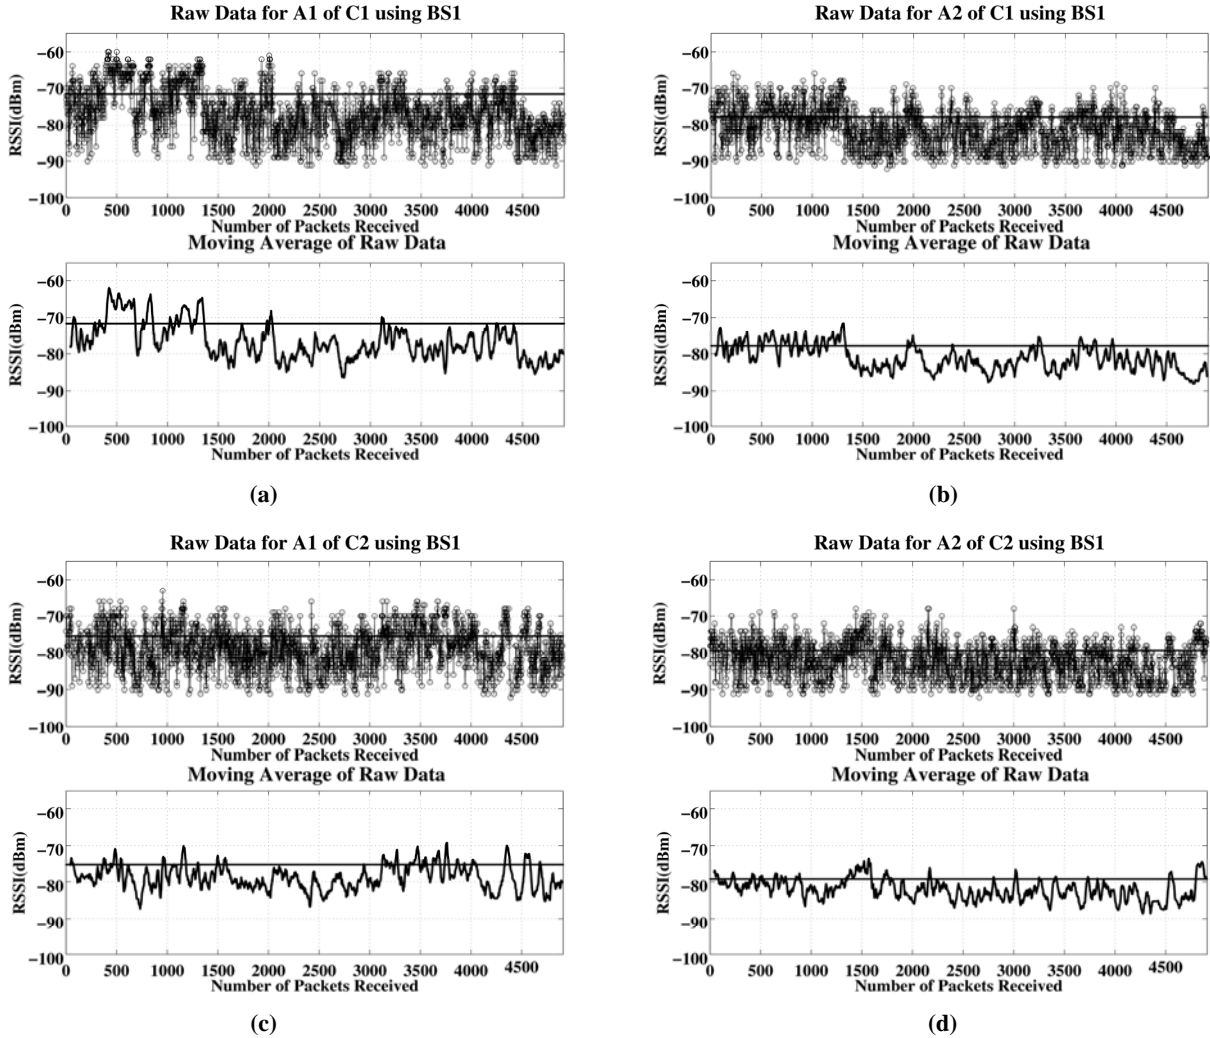 Raw Data for A1 of C1 using BS1
RSSI(dBm)
−60
−70
−80
−90
−100
0 500 1000 1500 2000 2500 3000 3500 4000 4500
Number of Packets Received
Moving Average of Raw Data
RSSI(dBm)
−60
−70
−80
−90
−100
0 500 1000 1500 2000 2500 3000 3500 4000 4500
Number of Packets Received
(a)
Raw Data for A2 of C1 using BS1
RSSI(dBm)
−60
−70
−80
−90
−100
0 500 1000 1500 2000 2500 3000 3500 4000 4500
Number of Packets Received
Moving Average of Raw Data
RSSI(dBm)
−60
−70
−80
−90
−100
0 500 1000 1500 2000 2500 3000 3500 4000 4500
Number of Packets Received
(b)
Raw Data for A1 of C2 using BS1
RSSI(dBm)
−60
−70
−80
−90
−100
0 500 1000 1500 2000 2500 3000 3500 4000 4500
Number of Packets Received
Moving Average of Raw Data
RSSI(dBm)
−60
−70
−80
−90
−100
0 500 1000 1500 2000 2500 3000 3500 4000 4500
Number of Packets Received
(c)
Raw Data for A2 of C2 using BS1
RSSI(dBm)
−60
−70
−80
−90
−100
0 500 1000 1500 2000 2500 3000 3500 4000 4500
Number of Packets Received
Moving Average of Raw Data
RSSI(dBm)
−60
−70
−80
−90
−100
0 500 1000 1500 2000 2500 3000 3500 4000 4500
Number of Packets Received
(d)